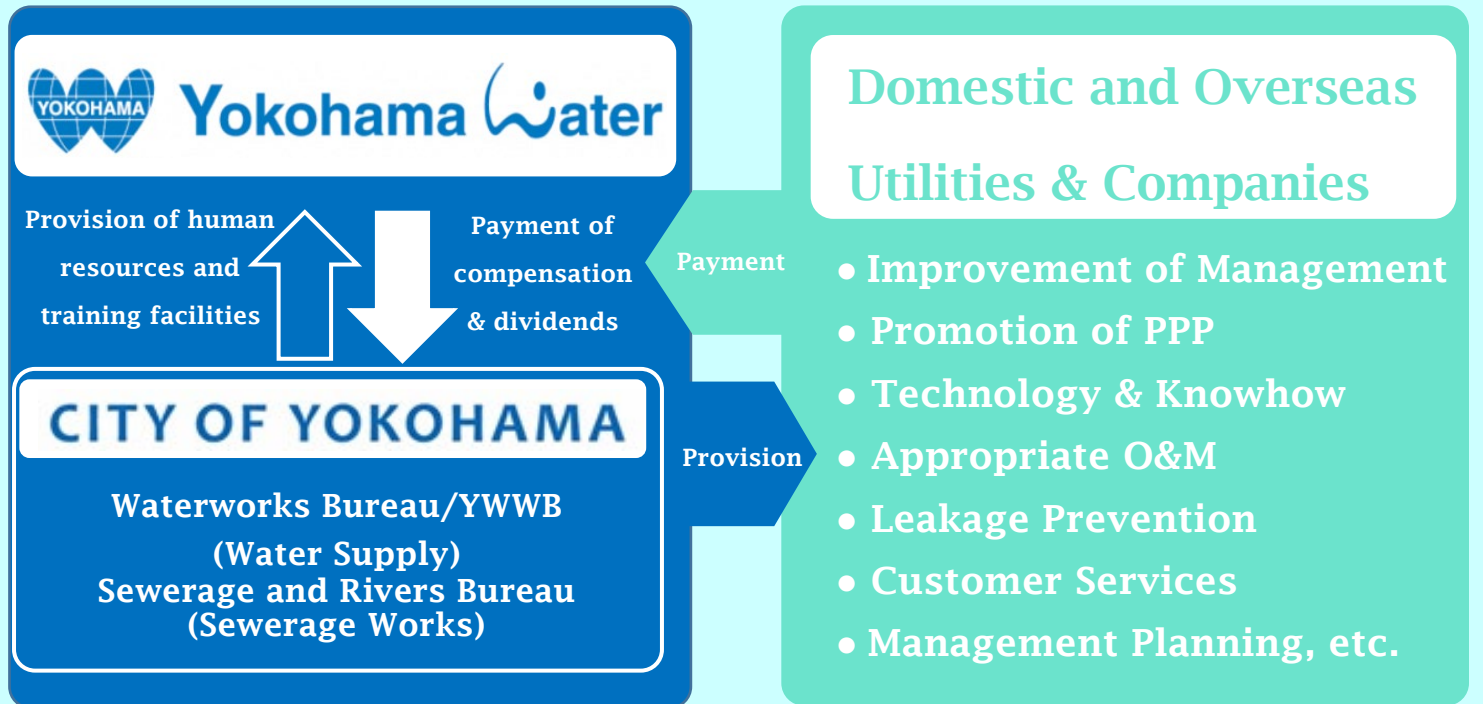 YOKOHAMA
Yokohama Water
Provision of human
resources and
training facilities
Payment of
compensation
& dividends
CITY OF YOKOHAMA
Waterworks Bureau/YWWB
(Water Supply)
Sewerage and Rivers Bureau
(Sewerage Works)
Payment
Provision
Domestic and Overseas
Utilities & Companies
● Improvement of Management
● Promotion of PPP
● Technology & Knowhow
● Appropriate O&M
● Leakage Prevention
● Customer Services
● Management Planning, etc.